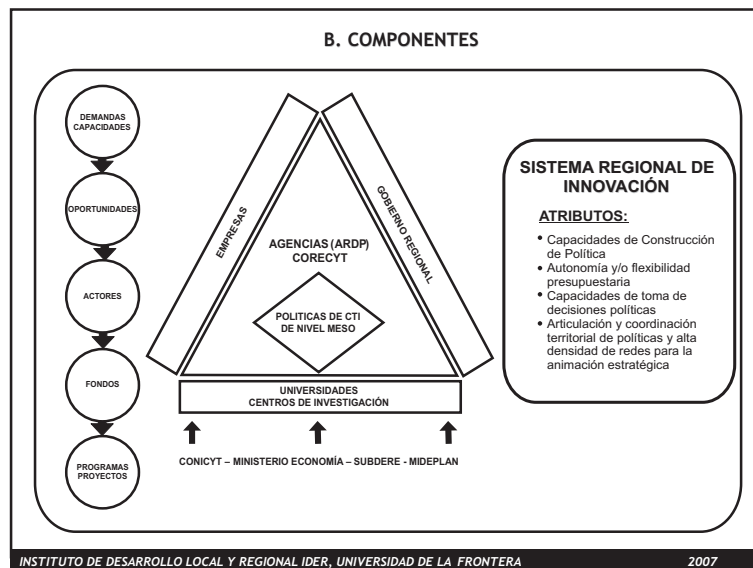 B. COMPONENTES
DEMANDAS
CAPACIDADES
OPORTUNIDADES
ACTORES
FONDOS
PROGRAMAS
PROYECTOS
EMPRESAS
GOBIERNO REGIONAL
AGENCIAS (ARDP)
CORECYT
POLITICAS DE CTI
DE NIVEL MESO
UNIVERSIDADES
CENTROS DE INVESTIGACIÓN
CONICYT – MINISTERIO ECONOMÍA – SUBDERE - MIDEPLAN
SISTEMA REGIONAL DE
INNOVACIÓN
ATRIBUTOS:
• Capacidades de Construcción
de Política
• Autonomía y/o flexibilidad
presupuestaria
• Capacidades de toma de
decisiones políticas
• Articulación y coordinación
territorial de políticas y alta
densidad de redes para la
animación estratégica
INSTITUTO DE DESARROLLO LOCAL Y REGIONAL IDER, UNIVERSIDAD DE LA FRONTERA 2007